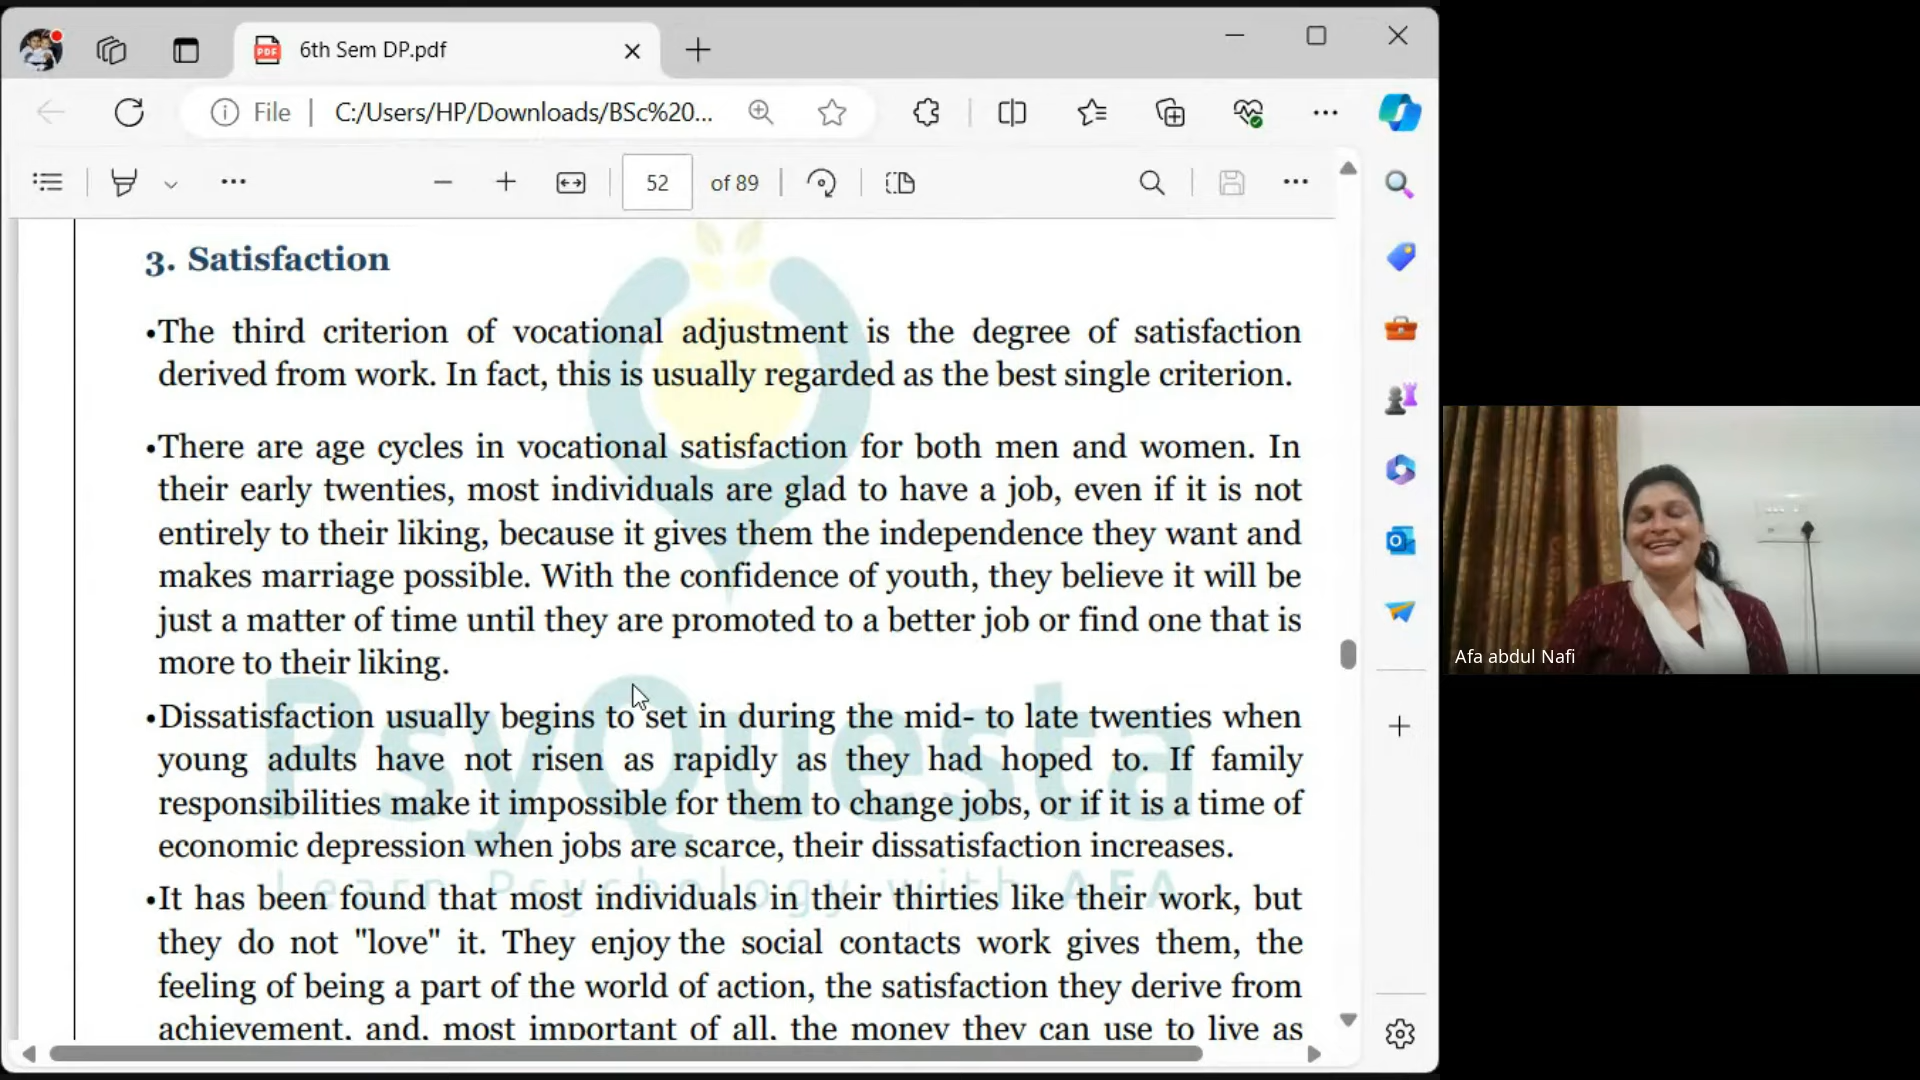 6th Sem DP.pdf
File
C:/Users/HP/Downloads/BSc%20...
52 of 89
3. Satisfaction
•The third criterion of vocational adjustment is the degree of satisfaction
derived from work. In fact, this is usually regarded as the best single criterion.
•There are age cycles in vocational satisfaction for both men and women. In
their early twenties, most individuals are glad to have a job, even if it is not
entirely to their liking, because it gives them the independence they want and
makes marriage possible. With the confidence of youth, they believe it will be
just a matter of time until they are promoted to a better job or find one that is
more to their liking.
•Dissatisfaction usually begins to set in during the mid- to late twenties when
young adults have not risen as rapidly as they had hoped to. If family
responsibilities make it impossible for them to change jobs, or if it is a time of
economic depression when jobs are scarce, their dissatisfaction increases.
•It has been found that most individuals in their thirties like their work, but
they do not "love" it. They enjoy the social contacts work gives them, the
feeling of being a part of the world of action, the satisfaction they derive from
achievement, and, most important of all, the money they can use to live as
PsyQuesta
Learn Psychology with AFA
Afa abdul Nafi